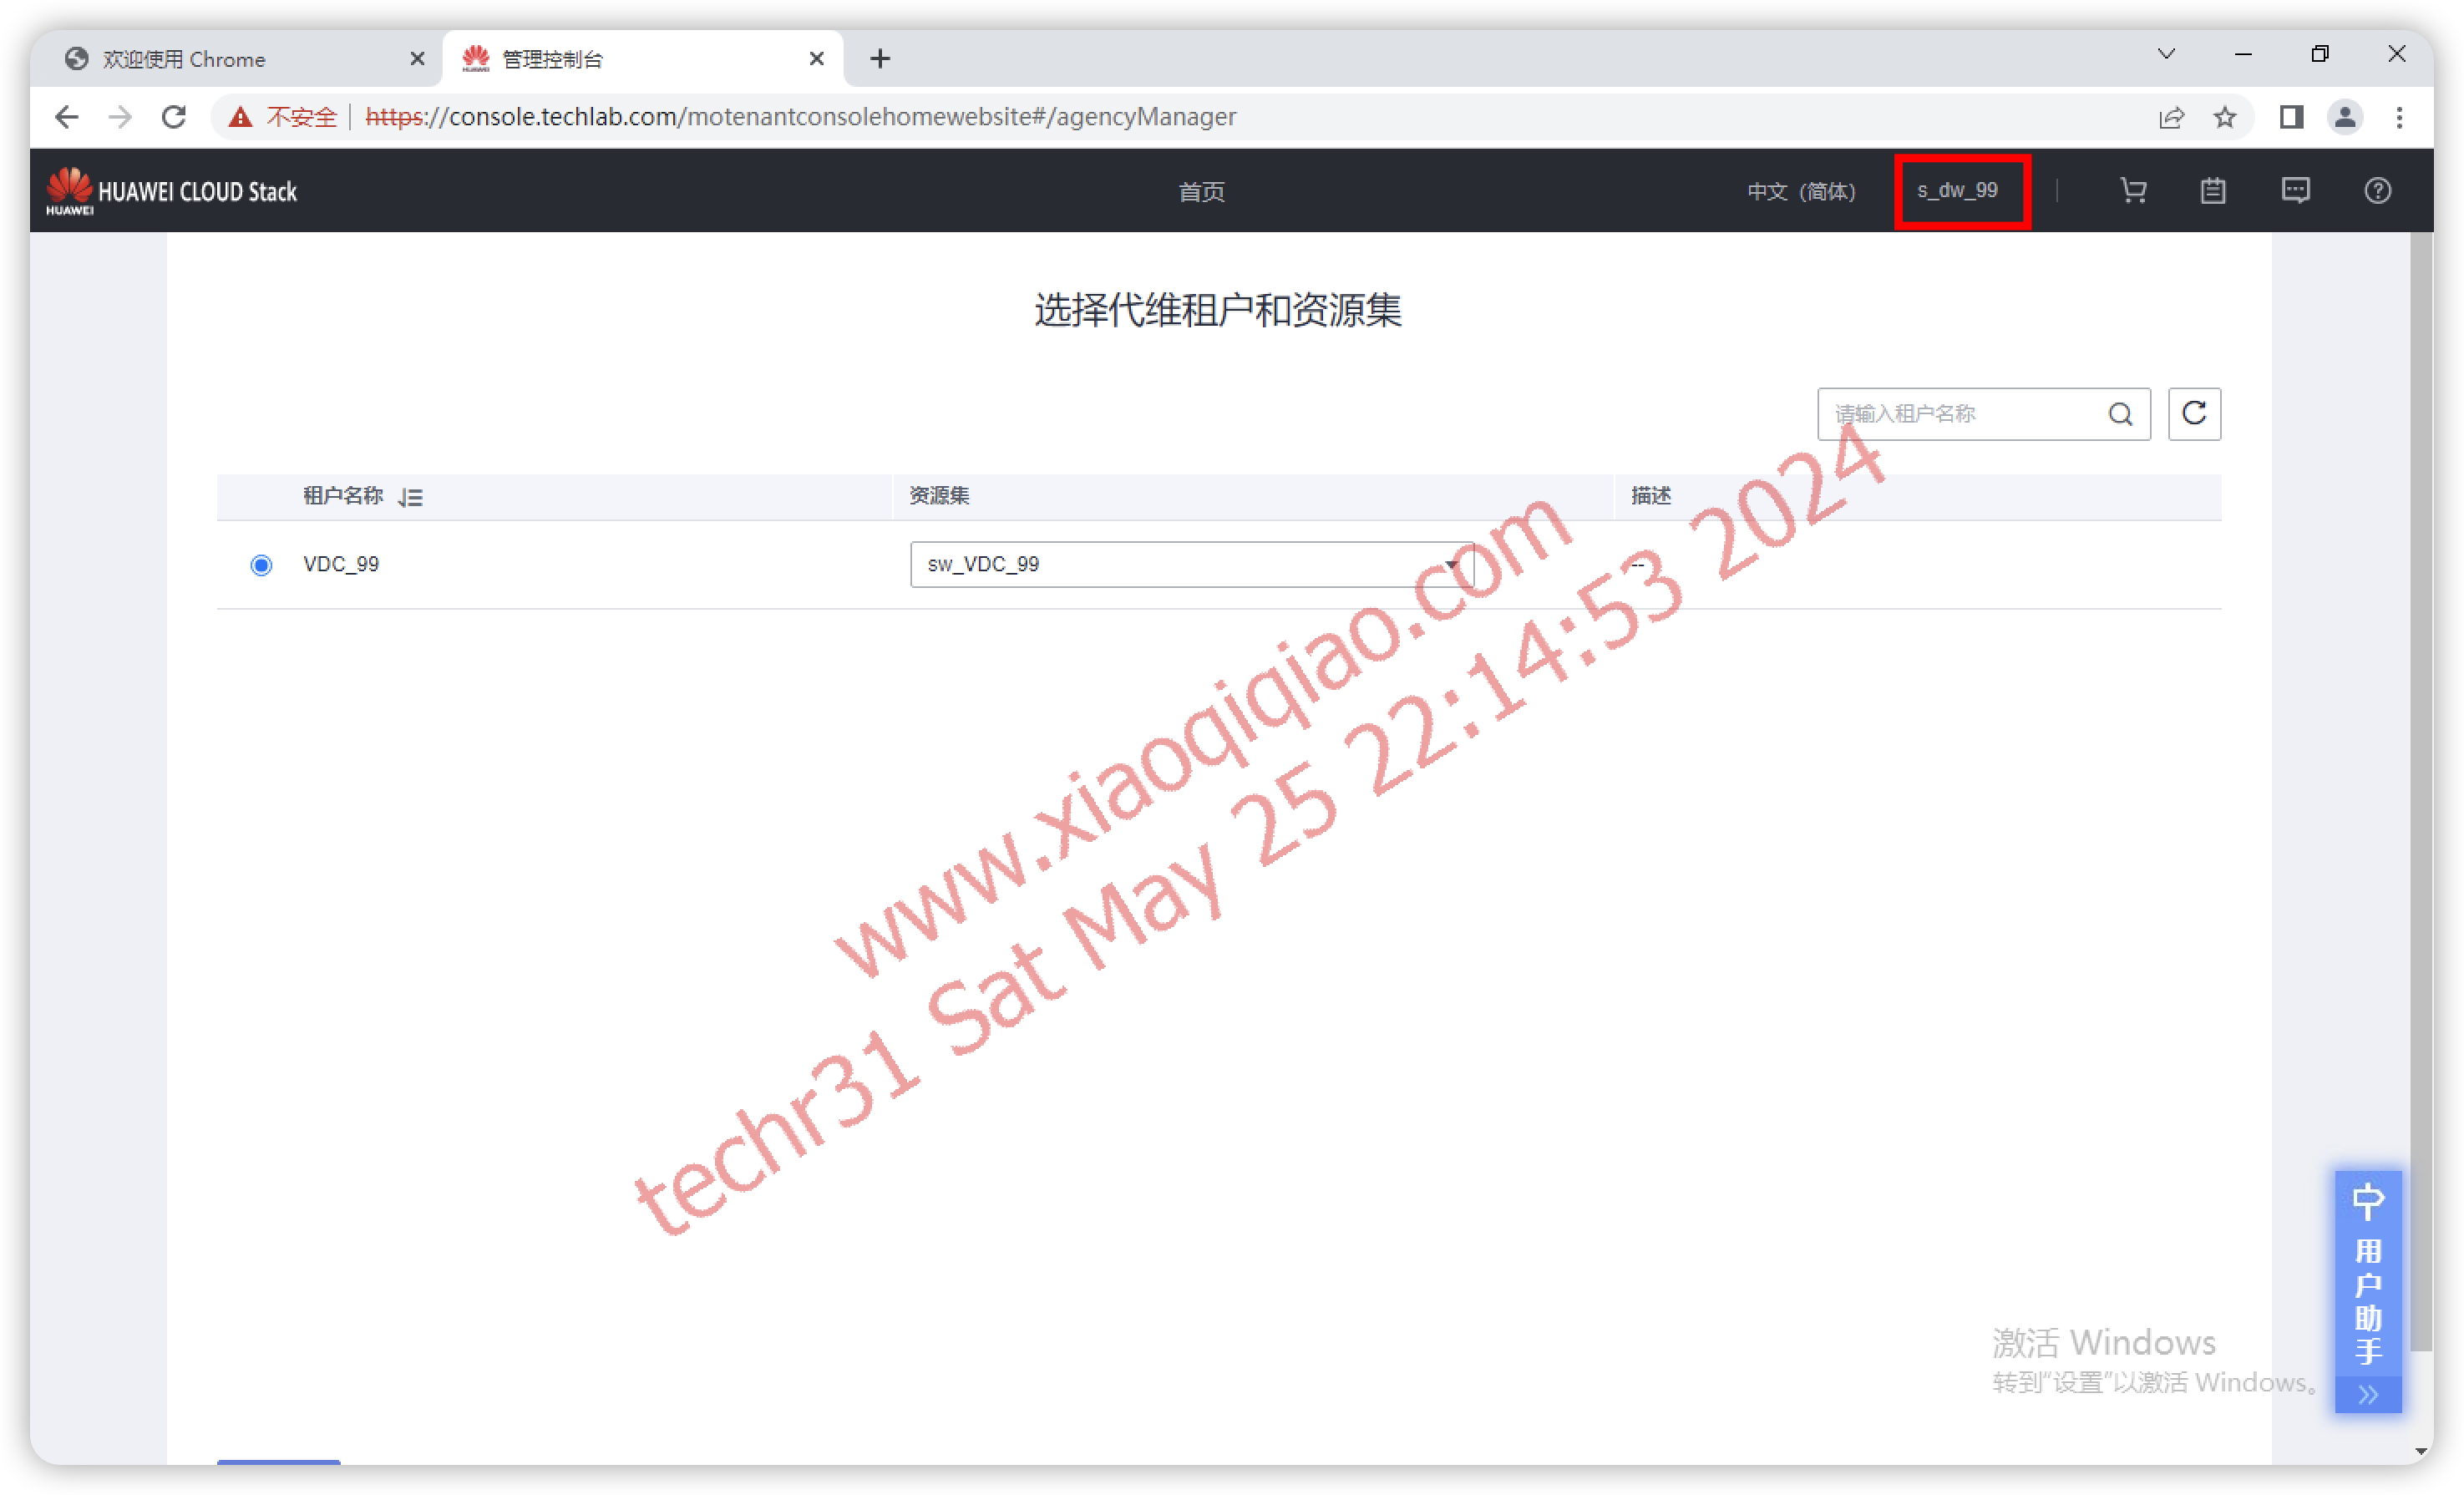 欢迎使用 Chrome
管理控制台
不安全 https://console.techlab.com/motenantconsolehomewebsite#/agencyManager
HUAWEI
HUAWEI CLOUD Stack
首页
中文（简体）
s_dw_99
选择代维租户和资源集
请输入租户名称
租户名称
资源集
描述
VDC_99
sw_VDC_99
--
www.xiaoqiqiao.com
techr31 Sat May 25 22:14:53 2024
用户助手
激活 Windows
转到“设置”以激活 Windows。